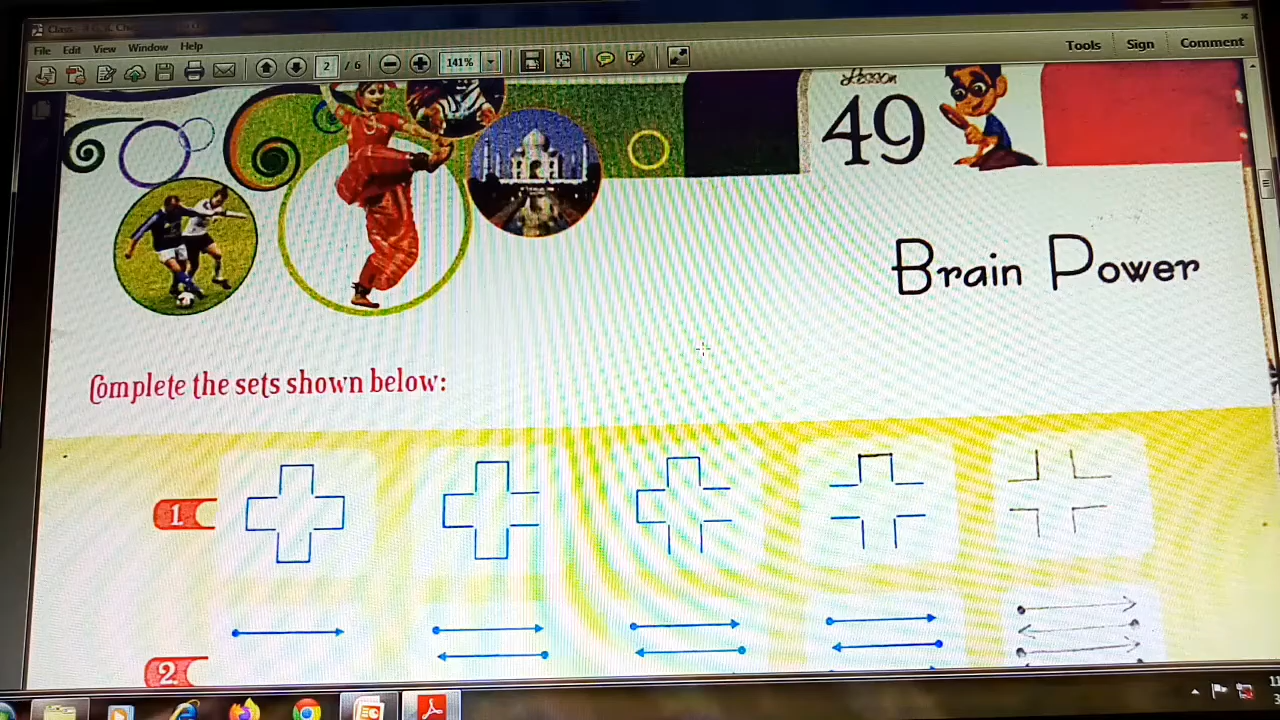 File Edit View Window Help
Tools Sign Comment
2 / 6 141%
Lesson
49
Brain Power
Complete the sets shown below:
1.
2.